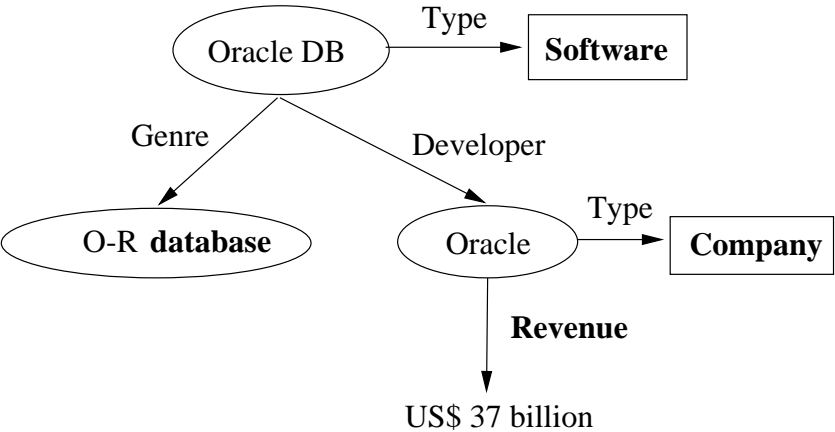 Type
Oracle DB
Software
Genre
Developer
Type
O-R database
Oracle
Company
Revenue
US$ 37 billion